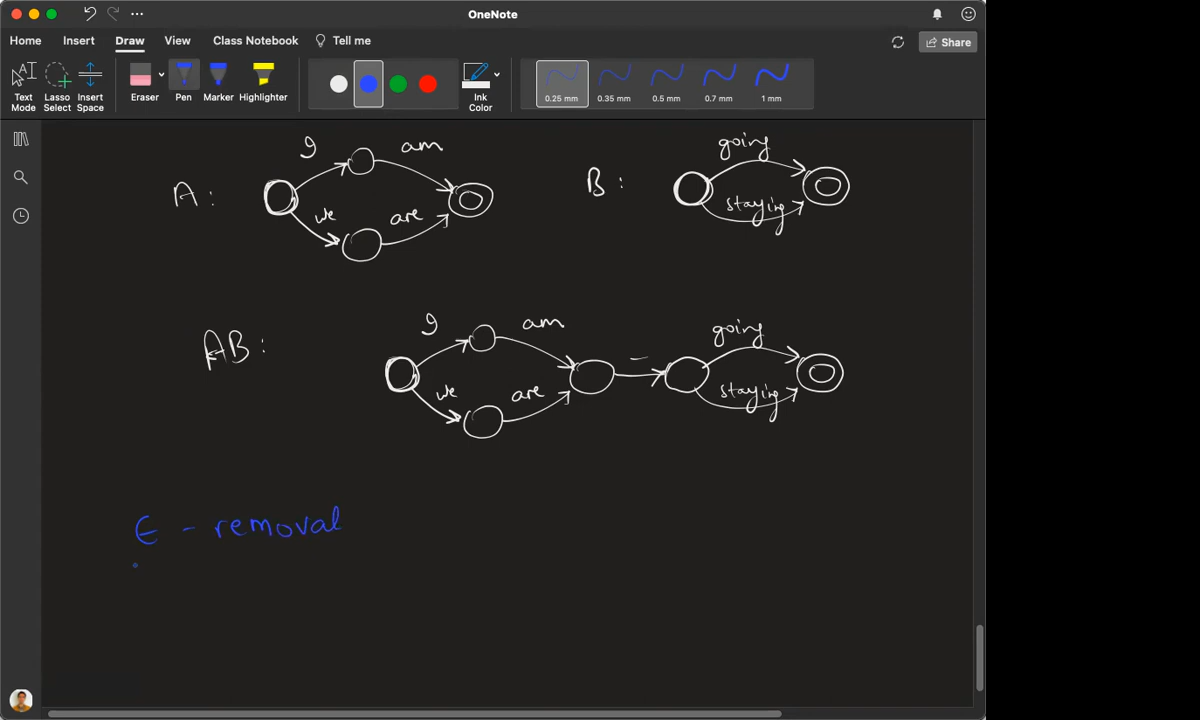 OneNote
Home Insert Draw View Class Notebook Tell me
Share
Text Mode
Lasso Select
Insert Space
Eraser
Pen
Marker
Highlighter
Ink Color
0.25 mm
0.35 mm
0.5 mm
0.7 mm
1 mm
A:
I
am
we
are
B:
going
staying
AB:
I
am
we
are
-
going
staying
ϵ - removal